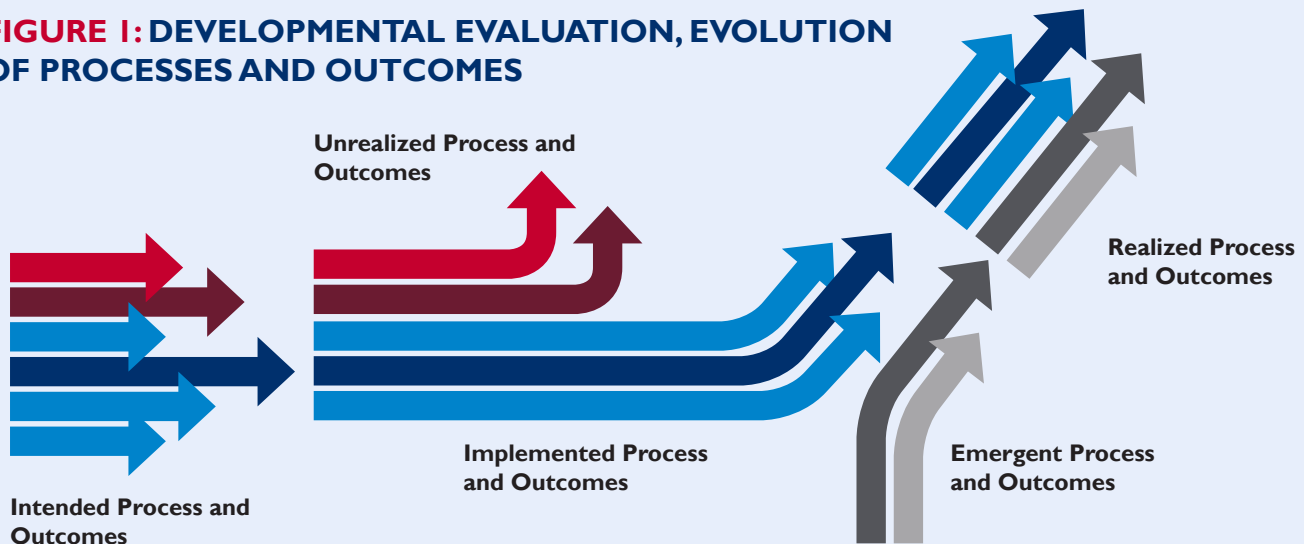 FIGURE 1: DEVELOPMENTAL EVALUATION, EVOLUTION
OF PROCESSES AND OUTCOMES
Unrealized Process and
Outcomes
Realized Process
and Outcomes
Implemented Process
and Outcomes
Emergent Process
and Outcomes
Intended Process and
Outcomes